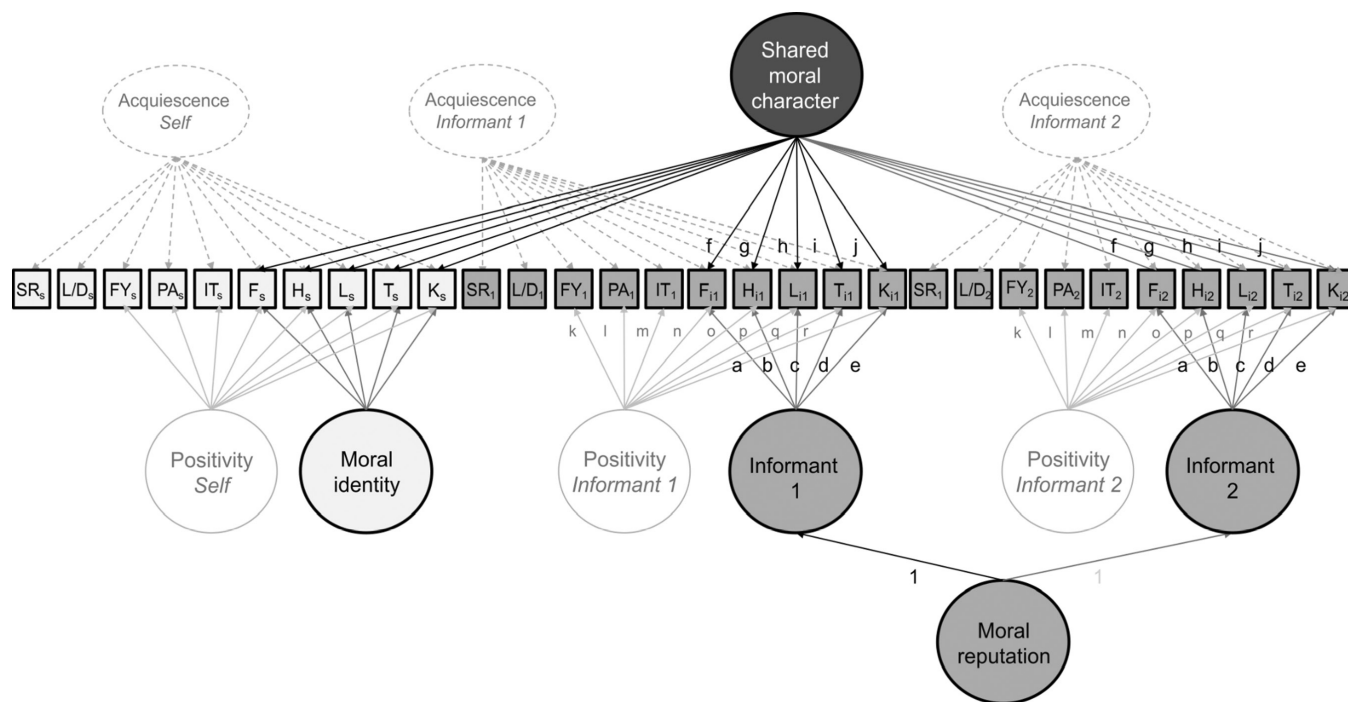 Shared
moral
character
Acquiescence
Self
Acquiescence
Informant 1
Acquiescence
Informant 2
f g h i j f g h i j
SRs L/Ds FYs PAs ITs Fs Hs Ls Ts Ks SR1 L/D1 FY1 PA1 IT1 Fi1 Hi1 Li1 Ti1 Ki1 SR1 L/D2 FY2 PA2 IT2 Fi2 Hi2 Li2 Ti2 Ki2
k l m n o p q r k l m n o p q r
a b c d e a b c d e
Positivity
Self
Moral
identity
Positivity
Informant 1
Informant
1
Positivity
Informant 2
Informant
2
1 1
Moral
reputation